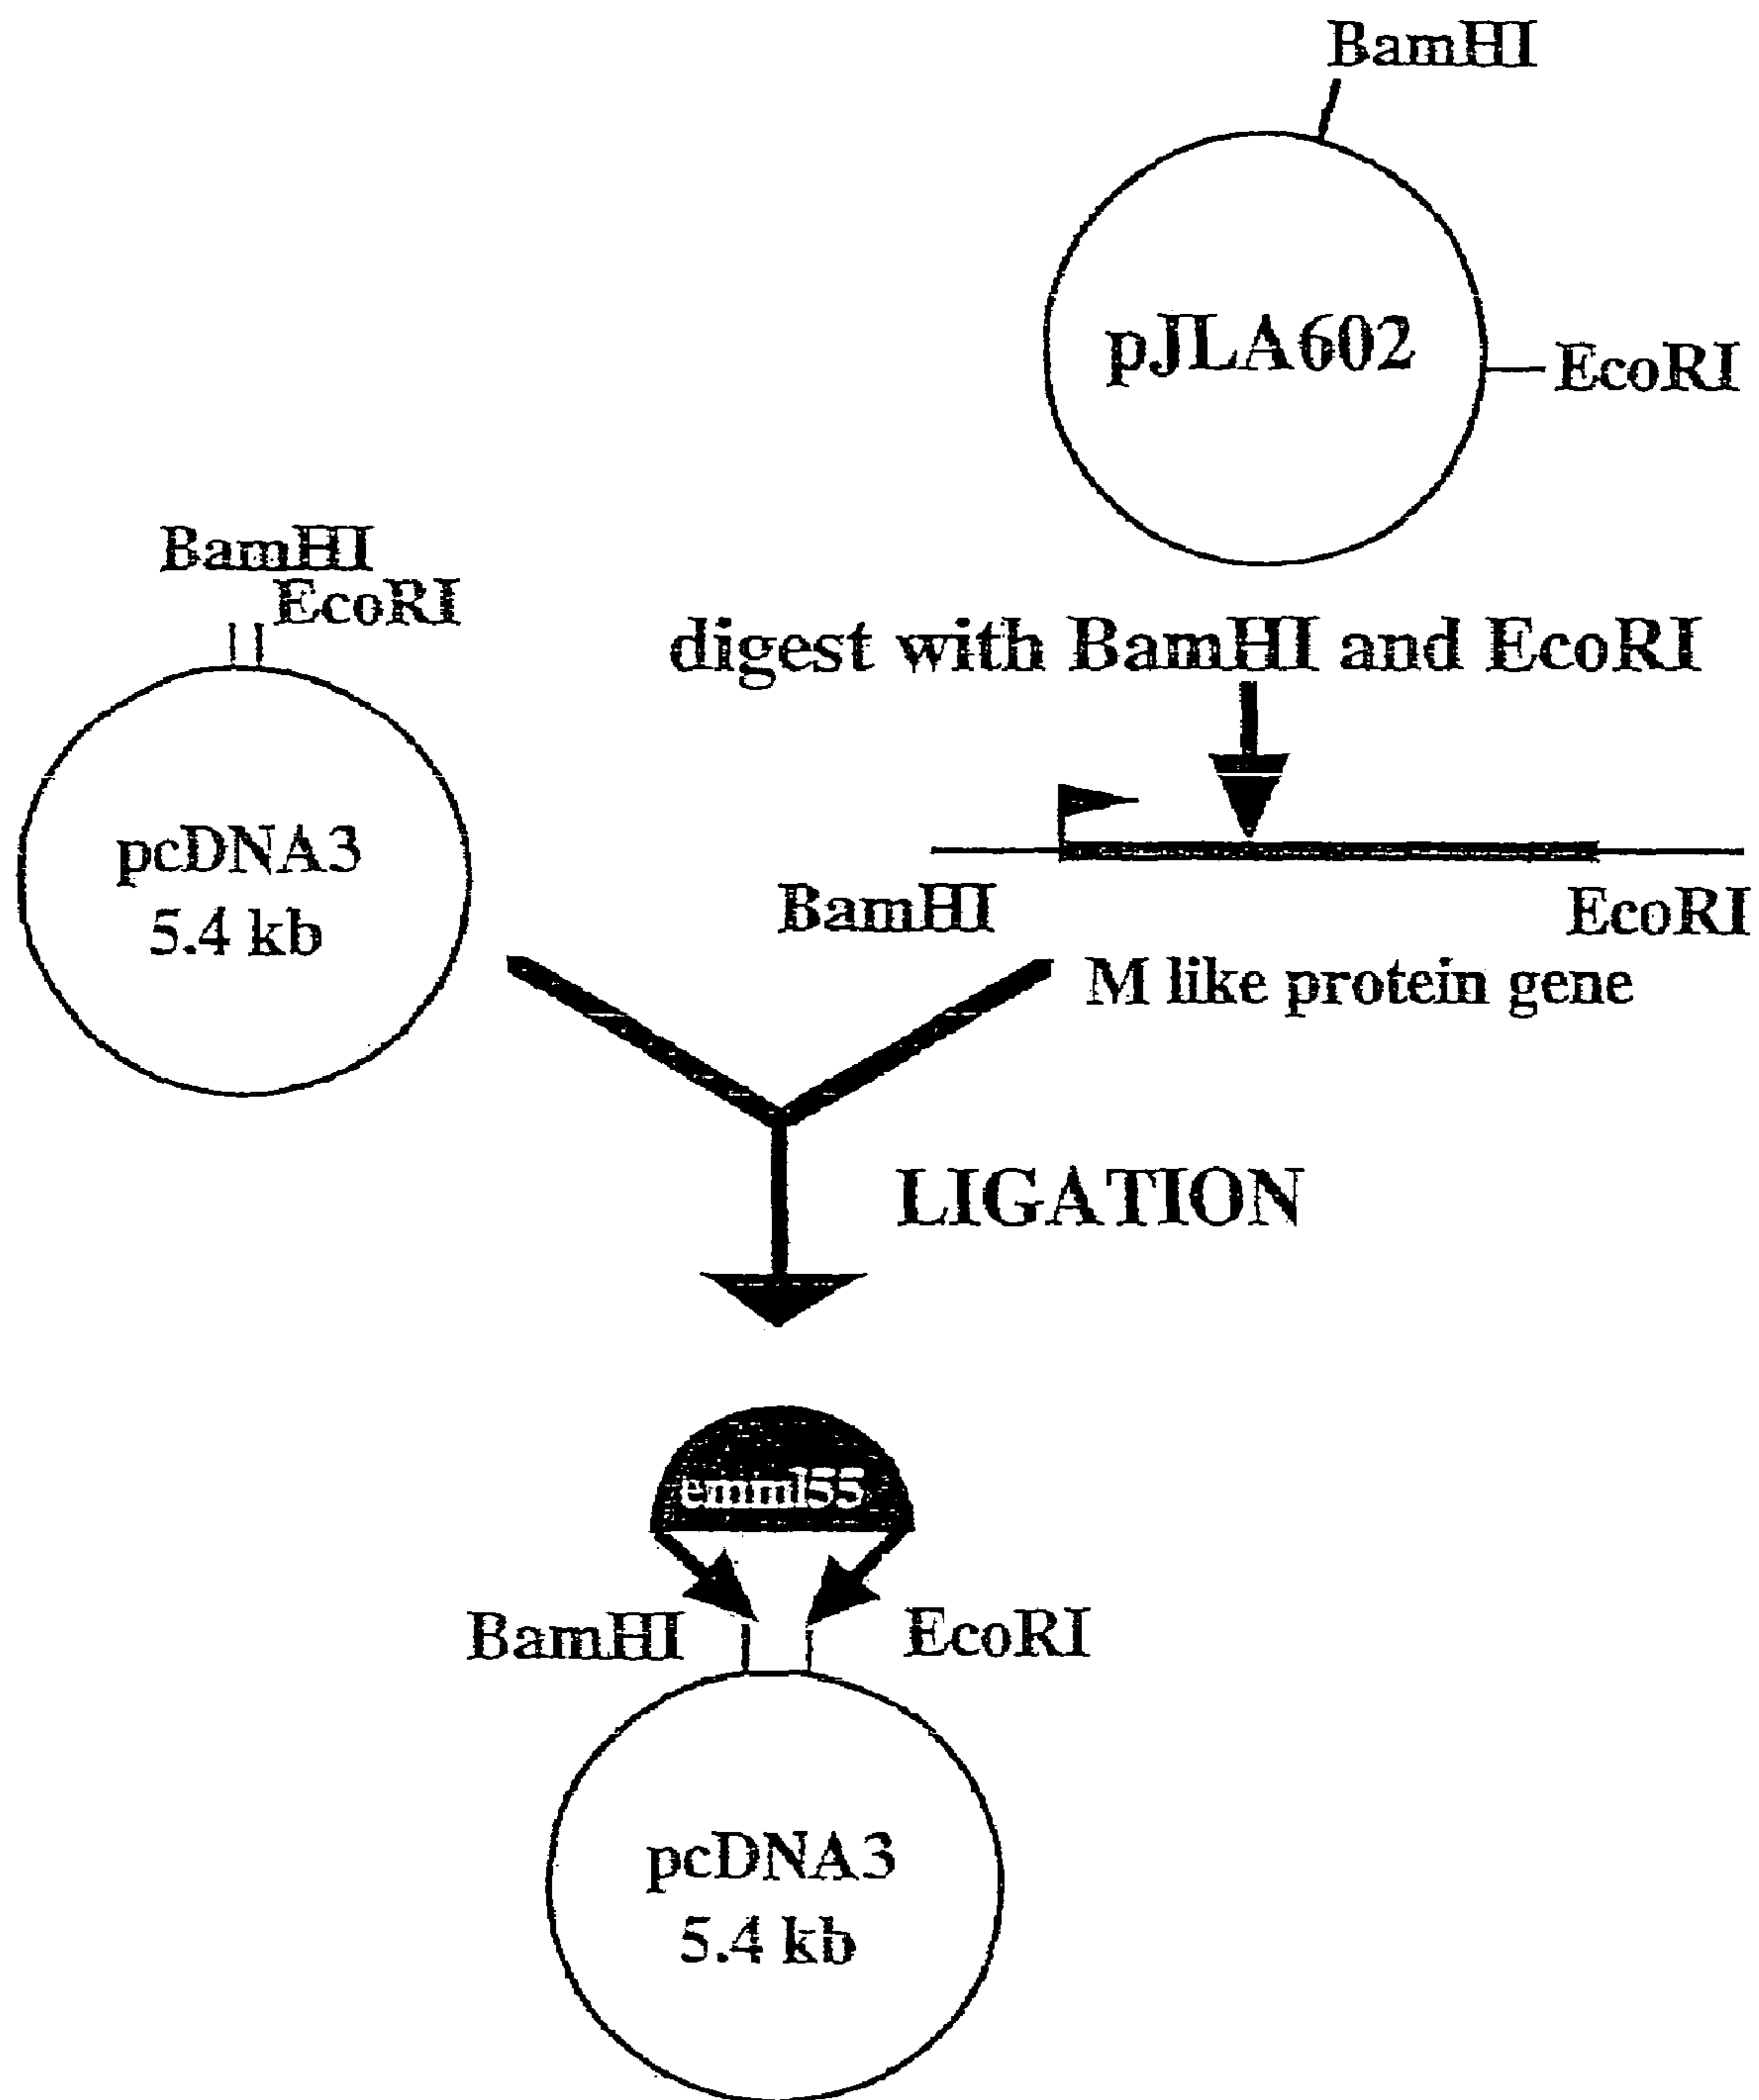 BamHI
pJLA602
EcoRI
BamHI
EcoRI
digest with BamHI and EcoRI
pcDNA3
5.4 kb
BamHI
EcoRI
M like protein gene
LIGATION
emml55
BamHI
EcoRI
pcDNA3
5.4 kb